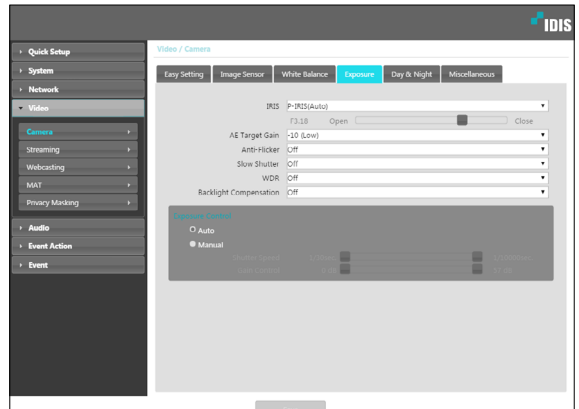 IDIS
Quick Setup
System
Network
Video
Camera
Streaming
Webcasting
MAT
Privacy Masking
Audio
Event Action
Event
Video / Camera
Easy Setting Image Sensor White Balance Exposure Day & Night Miscellaneous
IRIS P-IRIS(Auto)
F3.18 Open Close
AE Target Gain -10 (Low)
Anti-Flicker Off
Slow Shutter Off
WDR Off
Backlight Compensation Off
Exposure Control
Auto
Manual
Shutter Speed
Gain Control